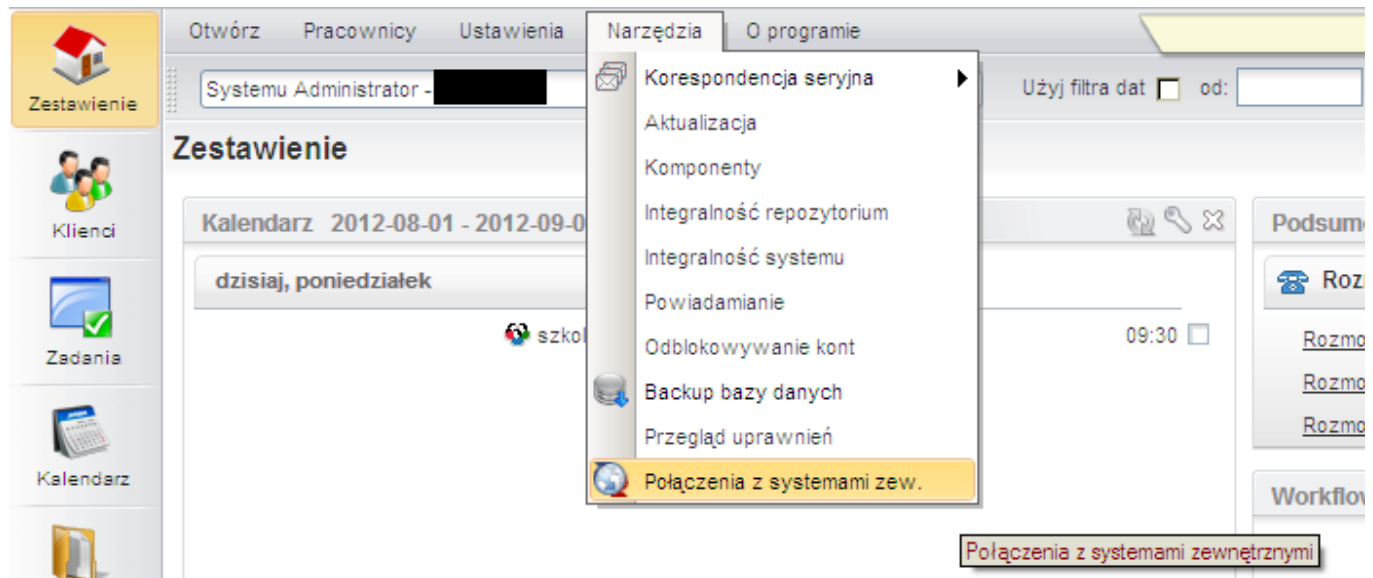 Otwórz Pracownicy Ustawienia Narzędzia O programie
Systemu Administrator -
Użyj filtra dat od:
Zestawienie
Klienci
Zadania
Kalendarz
Zestawienie
Kalendarz 2012-08-01 - 2012-09-0
dzisiaj, poniedziałek
szkol
09:30
Korespondencja seryjna
Aktualizacja
Komponenty
Integralność repozytorium
Integralność systemu
Powiadamianie
Odblokowywanie kont
Backup bazy danych
Przegląd uprawnień
Połączenia z systemami zew.
Połączenia z systemami zewnętrznymi
Podsum
Roz
Rozmo
Rozmo
Rozmo
Workflo